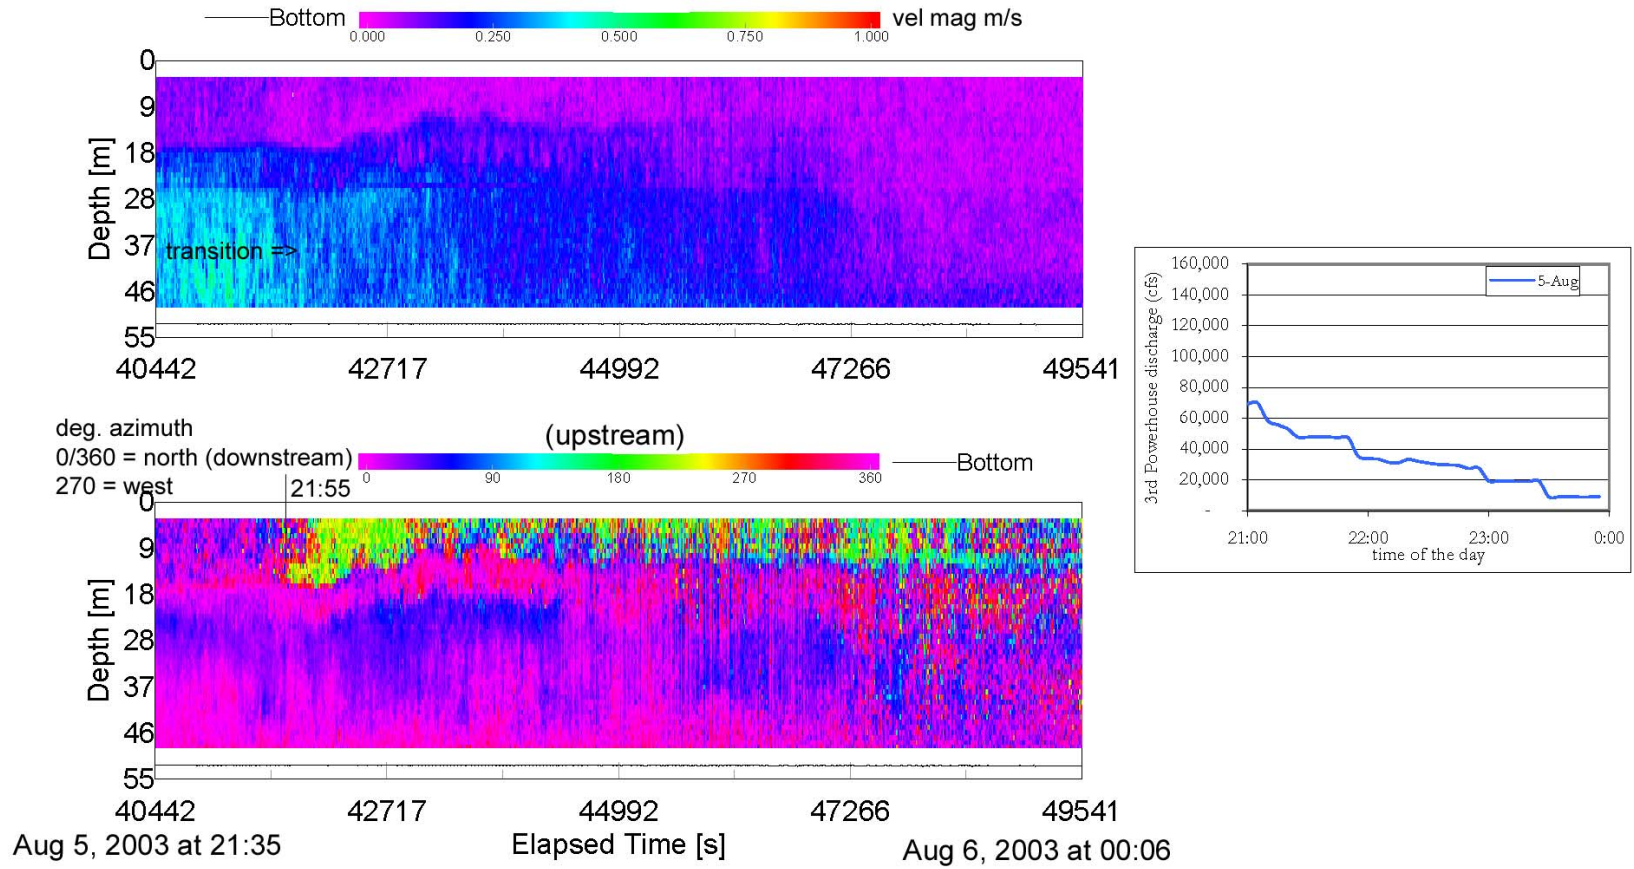 Bottom
vel mag m/s
0.000 0.250 0.500 0.750 1.000
0
9
18
28
37
46
55
Depth [m]
transition =>
40442 42717 44992 47266 49541
deg. azimuth
0/360 = north (downstream)
270 = west
(upstream)
0 90 180 270 360
Bottom
21:55
0
9
18
28
37
46
55
Depth [m]
40442 42717 44992 47266 49541
Elapsed Time [s]
Aug 5, 2003 at 21:35
Aug 6, 2003 at 00:06
3rd Powerhouse discharge (cfs)
160,000
140,000
120,000
100,000
80,000
60,000
40,000
20,000
-
5-Aug
21:00 22:00 23:00 0:00
time of the day